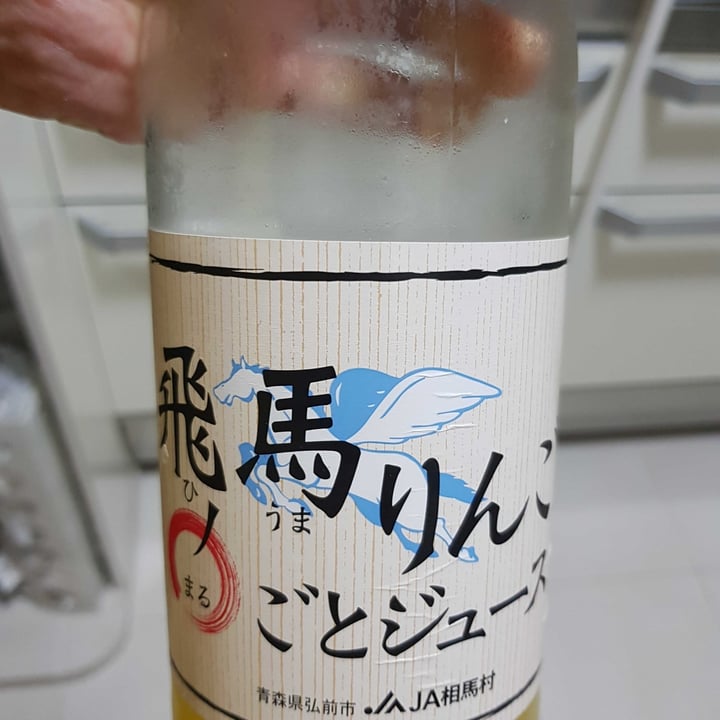 飛馬りんご
ひ うま
ノ
まる
ごとジュース
青森県弘前市 JA相馬村